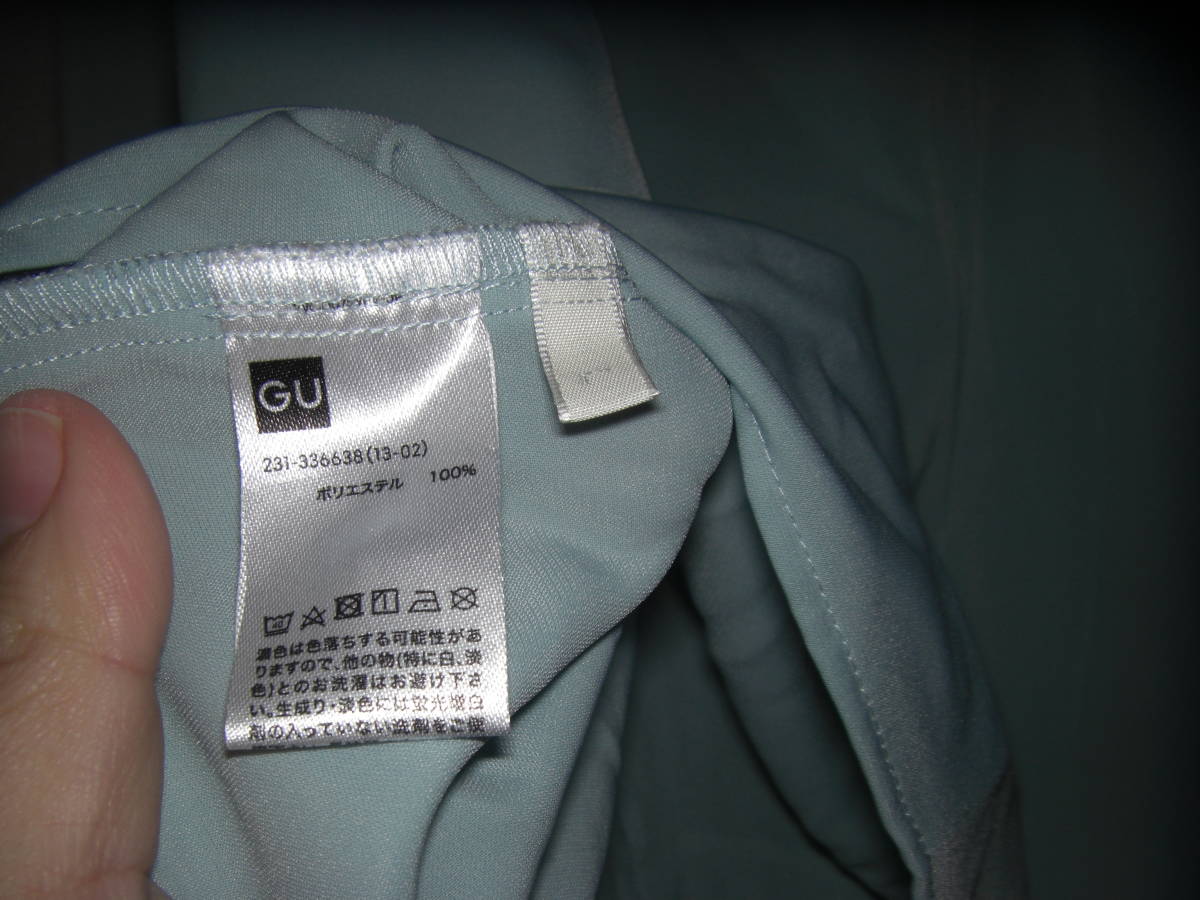 GU
231-336638(13-02)
ポリエステル 100%
濃色は色落ちする可能性があ
りますので、他の物(特に白、淡
色)とのお洗濯はお避け下さ
い。生成り・淡色には蛍光増白
剤の入っていない洗剤をご使